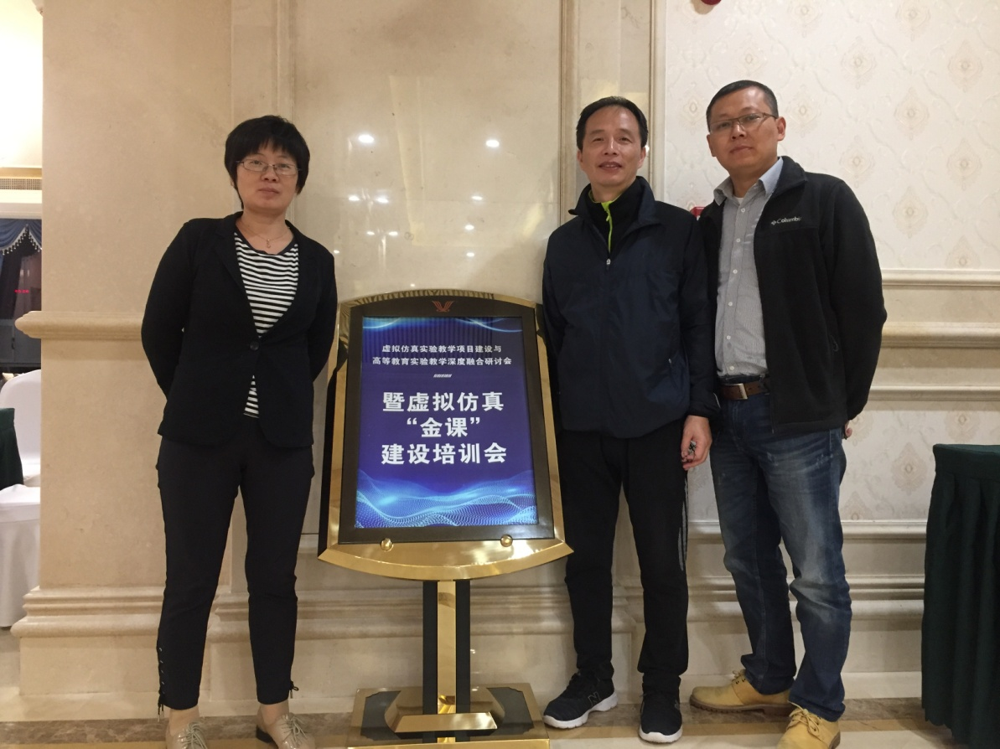 虚拟仿真实验教学项目建设与
高等教育实验教学深度融合研讨会
暨虚拟仿真
“金课”
建设培训会
Columbia